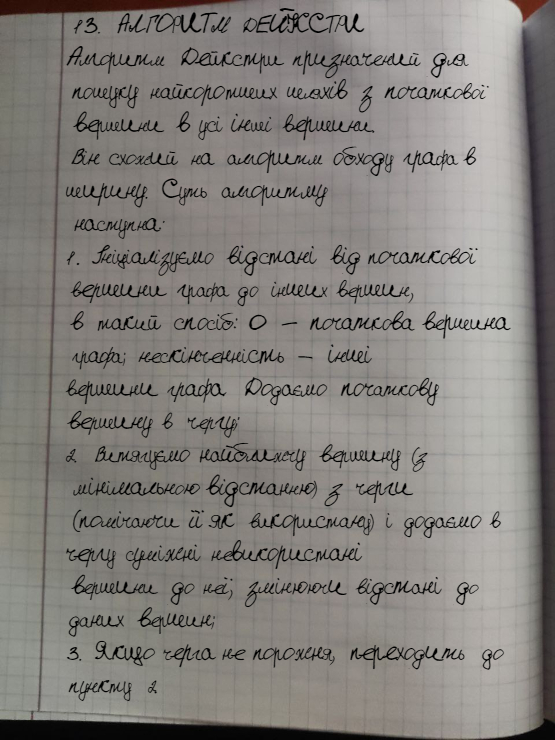 13. АЛГОРИТМ ДЕЙКСТРИ
Алгоритм Дейкстри призначений для
пошуку найкоротших шляхів з початкової
вершини в усі інші вершини.
Він схожий на алгоритм обходу графа в
ширину. Суть алгоритму
наступна:
1. Ініціалізуємо відстані від початкової
вершини графа до інших вершин,
в такий спосіб: 0 — початкова вершина
графа; нескінченність — інші
вершини графа. Додаємо початкову
вершину в чергу;
2. Витягуємо найближчу вершину (з
мінімальною відстанню) з черги
(помічаючи її як використану) і додаємо в
чергу суміжні невикористані
вершини до неї, змінюючи відстані до
даних вершин;
3. Якщо черга не порожня, переходить до
пункту 2